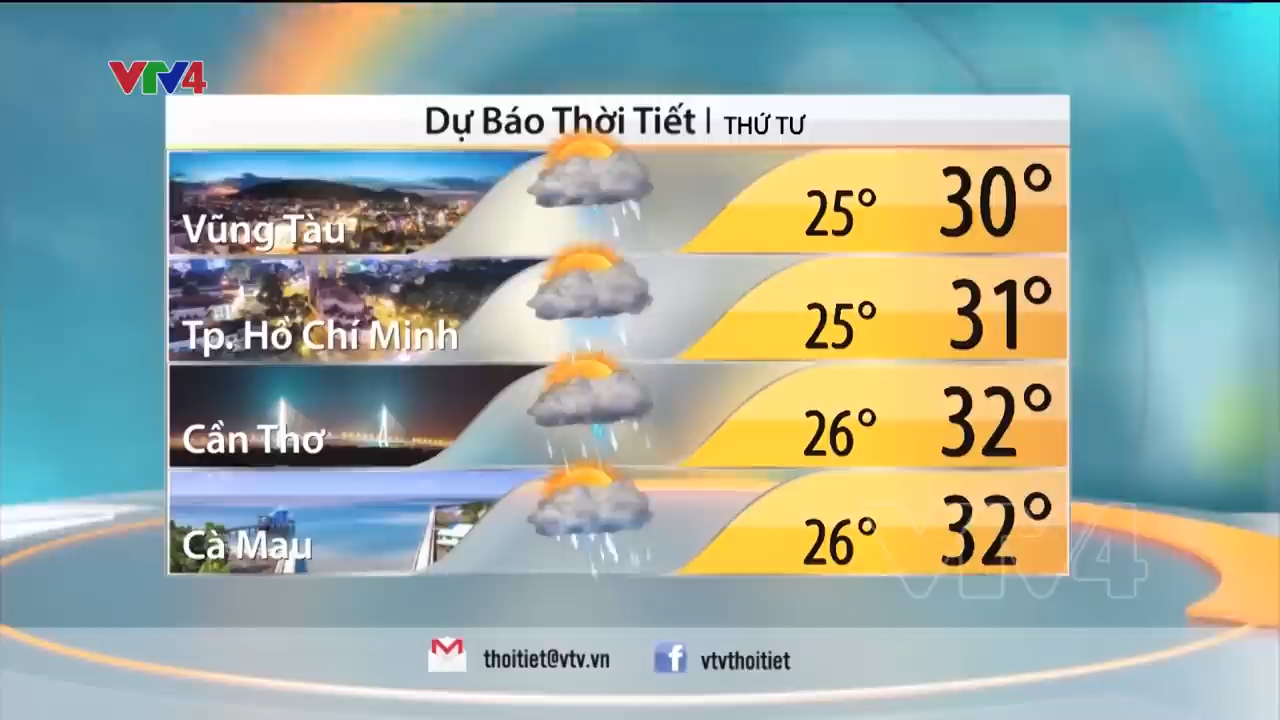 VTV4
Dự Báo Thời Tiết | THỨ TƯ
Vũng Tàu 25° 30°
Tp. Hồ Chí Minh 25° 31°
Cần Thơ 26° 32°
Cà Mau 26° 32°
VTV4
thoitiet@vtv.vn vtvthoitiet